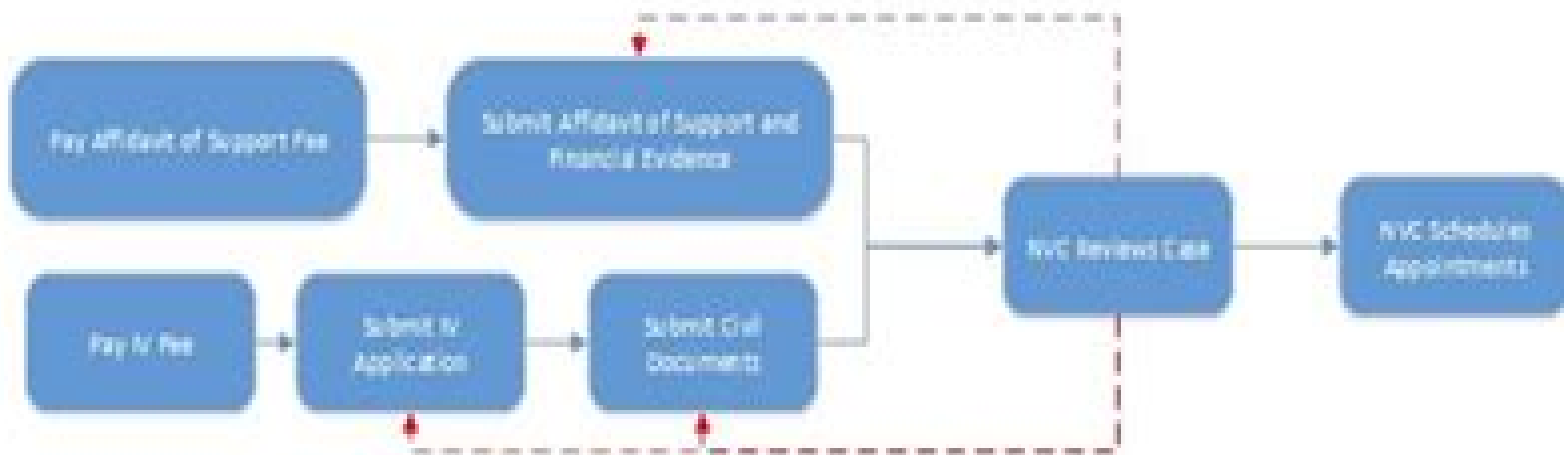 Pay Affidavit of Support Fee
Submit Affidavit of Support and
Financial Evidence
Pay IV Fee
Submit IV
Application
Submit Civil
Documents
NVC Reviews Case
NVC Schedules
Appointments